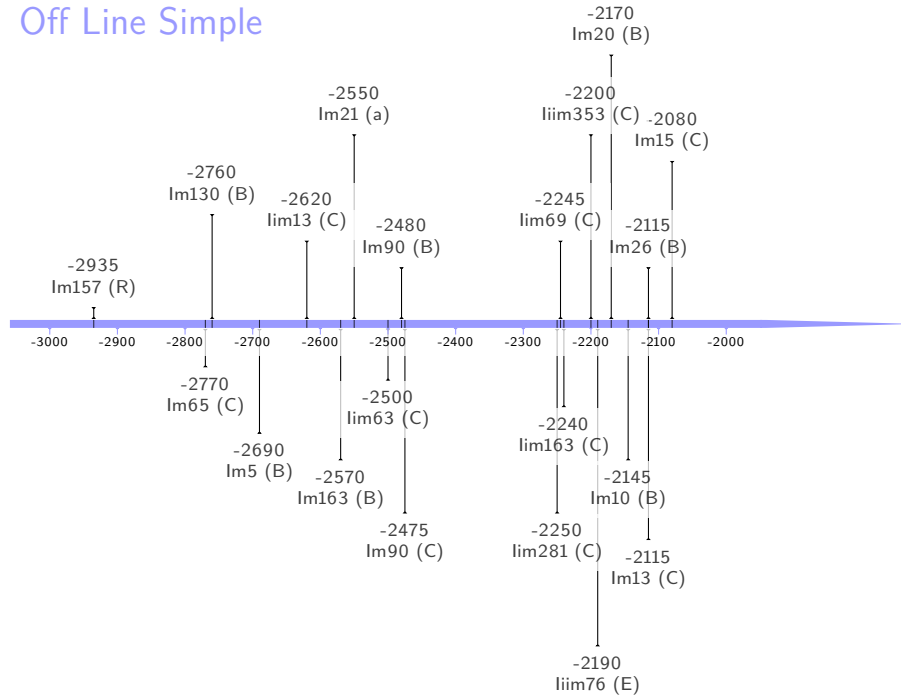 Off Line Simple
-2170
Im20 (B)
-2550
Im21 (a)
-2200
Iiim353 (C)
-2080
Im15 (C)
-2760
Im130 (B)
-2620
Iim13 (C)
-2480
Im90 (B)
-2245
Iim69 (C)
-2115
Im26 (B)
-2935
Im157 (R)
-3000 -2900 -2800 -2700 -2600 -2500 -2400 -2300 -2200 -2100 -2000
-2770
Im65 (C)
-2500
Iim63 (C)
-2240
Iim163 (C)
-2690
Im5 (B)
-2570
Im163 (B)
-2145
Im10 (B)
-2475
Im90 (C)
-2250
Iim281 (C)
-2115
Im13 (C)
-2190
Iiim76 (E)